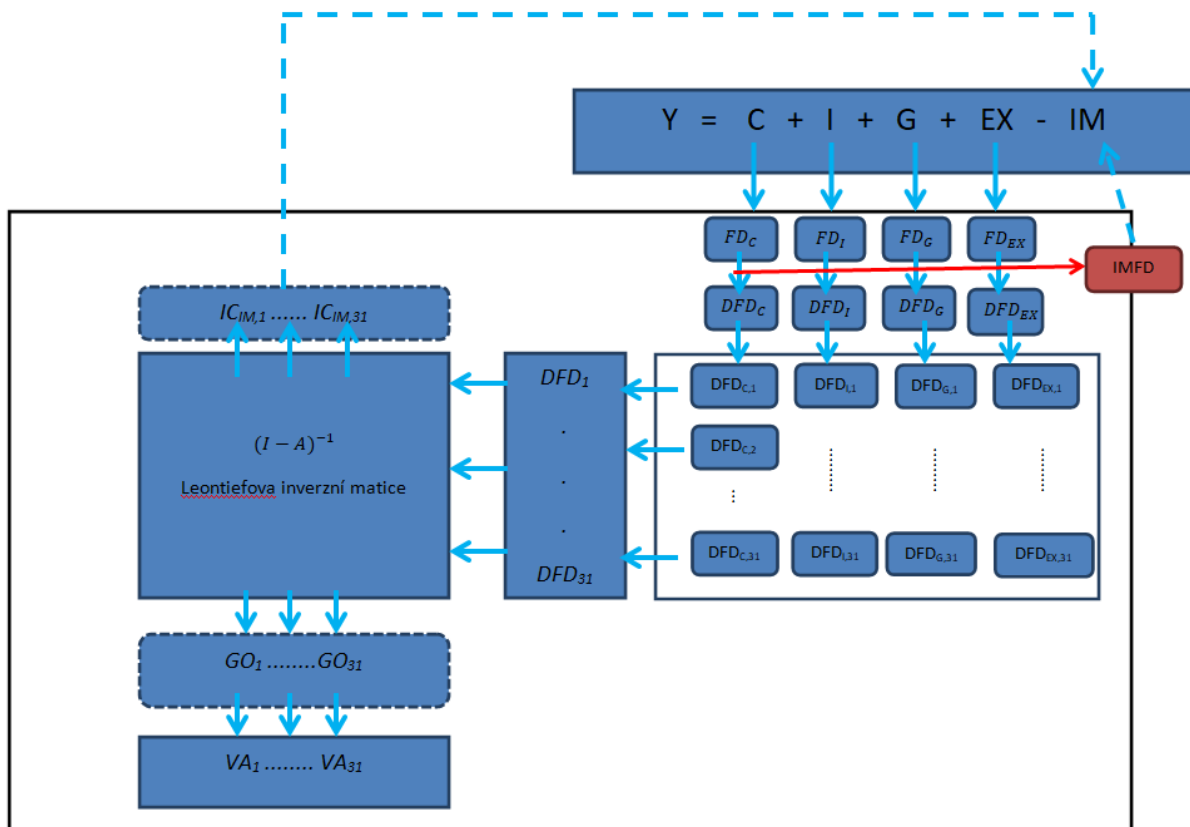 Y = C + I + G + EX - IM
FD_C FD_I FD_G FD_EX
IMFD
DFD_C DFD_I DFD_G DFD_EX
IC_IM,1 ...... IC_IM,31
DFD_1
.
.
.
DFD_31
DFD_C,1 DFD_I,1 DFD_G,1 DFD_EX,1
DFD_C,2
...
DFD_C,31 DFD_I,31 DFD_G,31 DFD_EX,31
(I − A)^−1
Leontiefova inverzní matice
GO_1 ........GO_31
VA_1 ........ VA_31